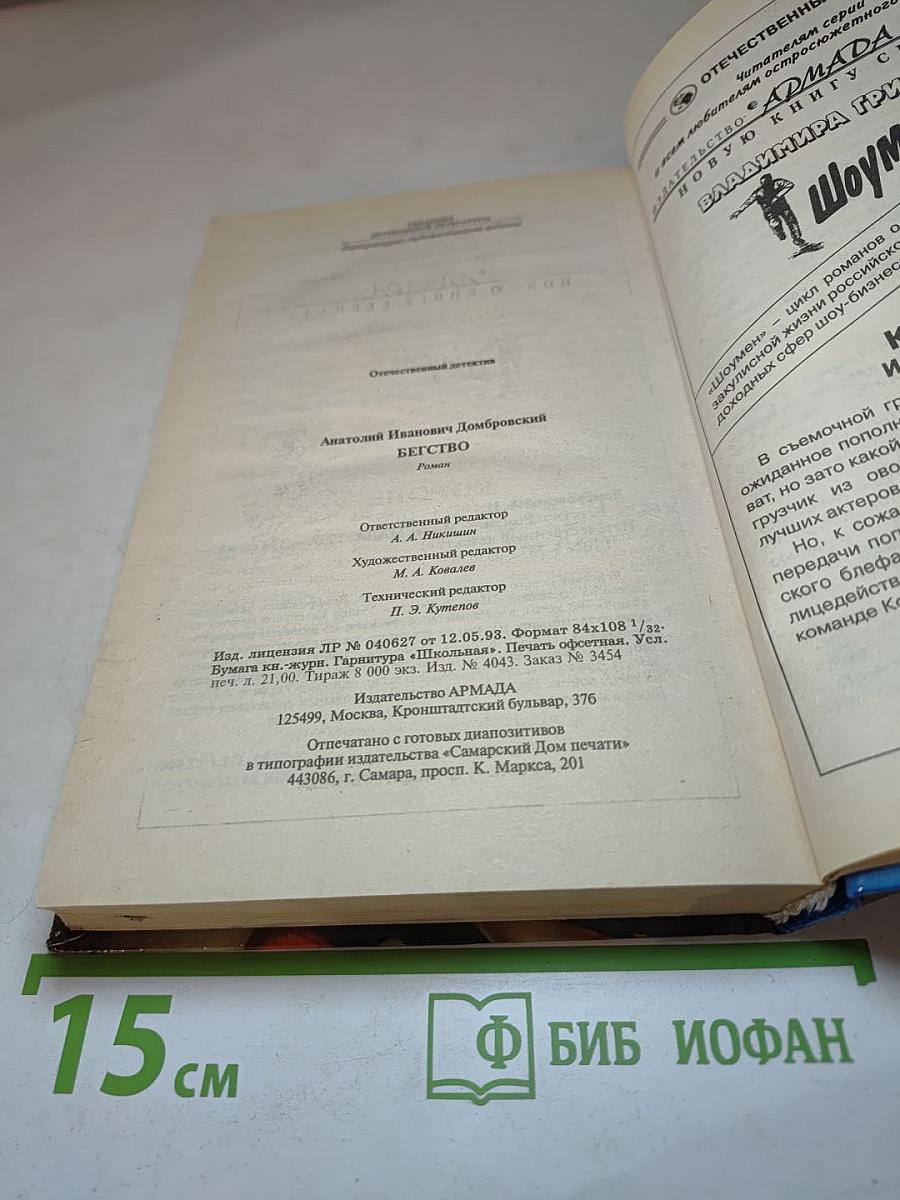 Отечественный детектив
Анатолий Иванович Домбровский
БЕГСТВО
Роман
Ответственный редактор
А. А. Никишин
Художественный редактор
М. А. Ковалев
Технический редактор
П. Э. Кутепов
Изд. лицензия ЛР № 040627 от 12.05.93. Формат 84x108 1/32.
Бумага кн.-журн. Гарнитура «Школьная». Печать офсетная. Усл.
печ. л. 21,00. Тираж 8 000 экз. Изд. № 4043. Заказ № 3454
Издательство АРМАДА
125499, Москва, Кронштадтский бульвар, 37б
Отпечатано с готовых диапозитивов
в типографии издательства «Самарский Дом печати»
443086, г. Самара, просп. К. Маркса, 201
ОТЕЧЕСТВЕННЫ
Читателям серии
и всем любителям остросюжетного
ИЗДАТЕЛЬСТВО «АРМАДА
НОВУЮ КНИГУ С
ВЛАДИМИРА ГРИ
Шоум
«Шоумен» – цикл романов о
закулисной жизни российско
доходных сфер шоу-бизнес
К
И
В съемочной гр
ожиданное пополн
ват, но зато какой
грузчик из ово
лучших актеров
Но, к сожа
передачи поп
ского блефа
лицедейств
команде Ко
15 см
Ф БИБ ИОФАН